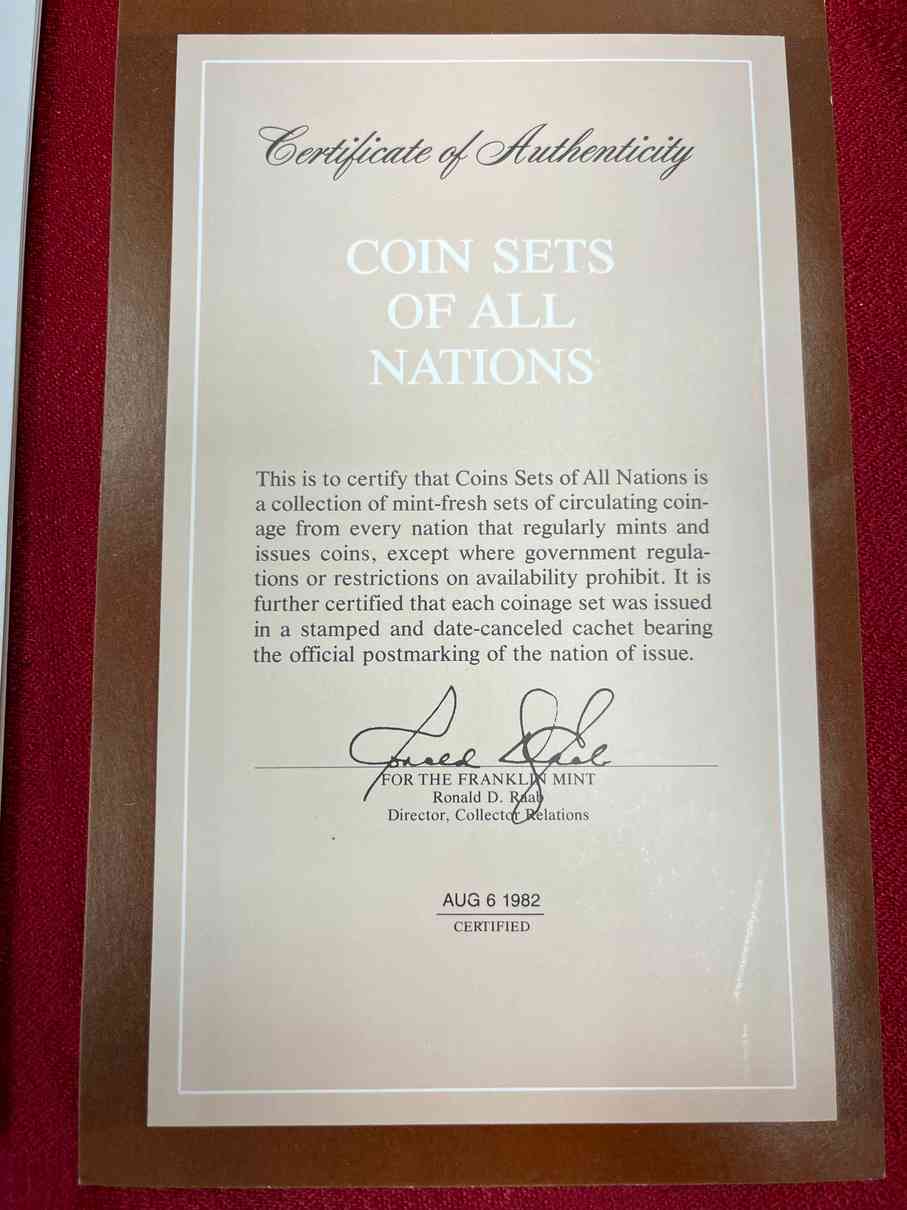 Certificate of Authenticity
COIN SETS
OF ALL
NATIONS
This is to certify that Coins Sets of All Nations is
a collection of mint-fresh sets of circulating coin-
age from every nation that regularly mints and
issues coins, except where government regula-
tions or restrictions on availability prohibit. It is
further certified that each coinage set was issued
in a stamped and date-canceled cachet bearing
the official postmarking of the nation of issue.
Ronald D. Raab
FOR THE FRANKLIN MINT
Ronald D. Raab
Director, Collector Relations
AUG 6 1982
CERTIFIED